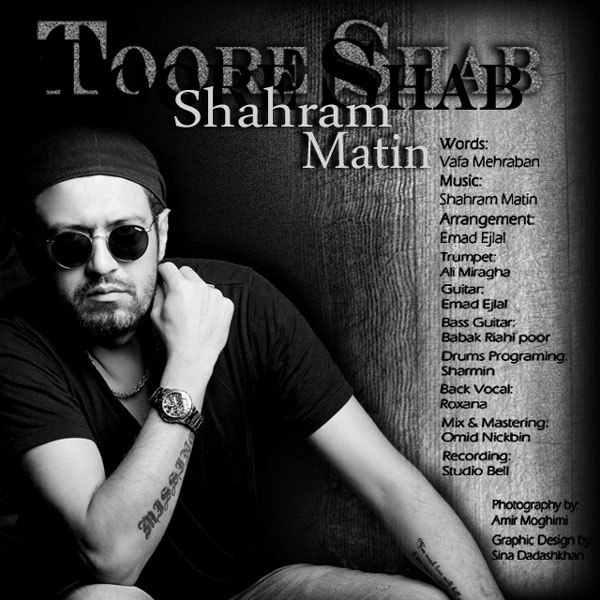 Toore Shab
Shahram
Matin
Words:
Vafa Mehraban
Music:
Shahram Matin
Arrangement:
Emad Ejlal
Trumpet:
Ali Miragha
Guitar:
Emad Ejlal
Bass Guitar:
Babak Riahi poor
Drums Programing:
Sharmin
Back Vocal:
Roxana
Mix & Mastering:
Omid Nickbin
Recording:
Studio Bell
Photography by:
Amir Moghimi
Graphic Design by:
Sina Dadashkhan